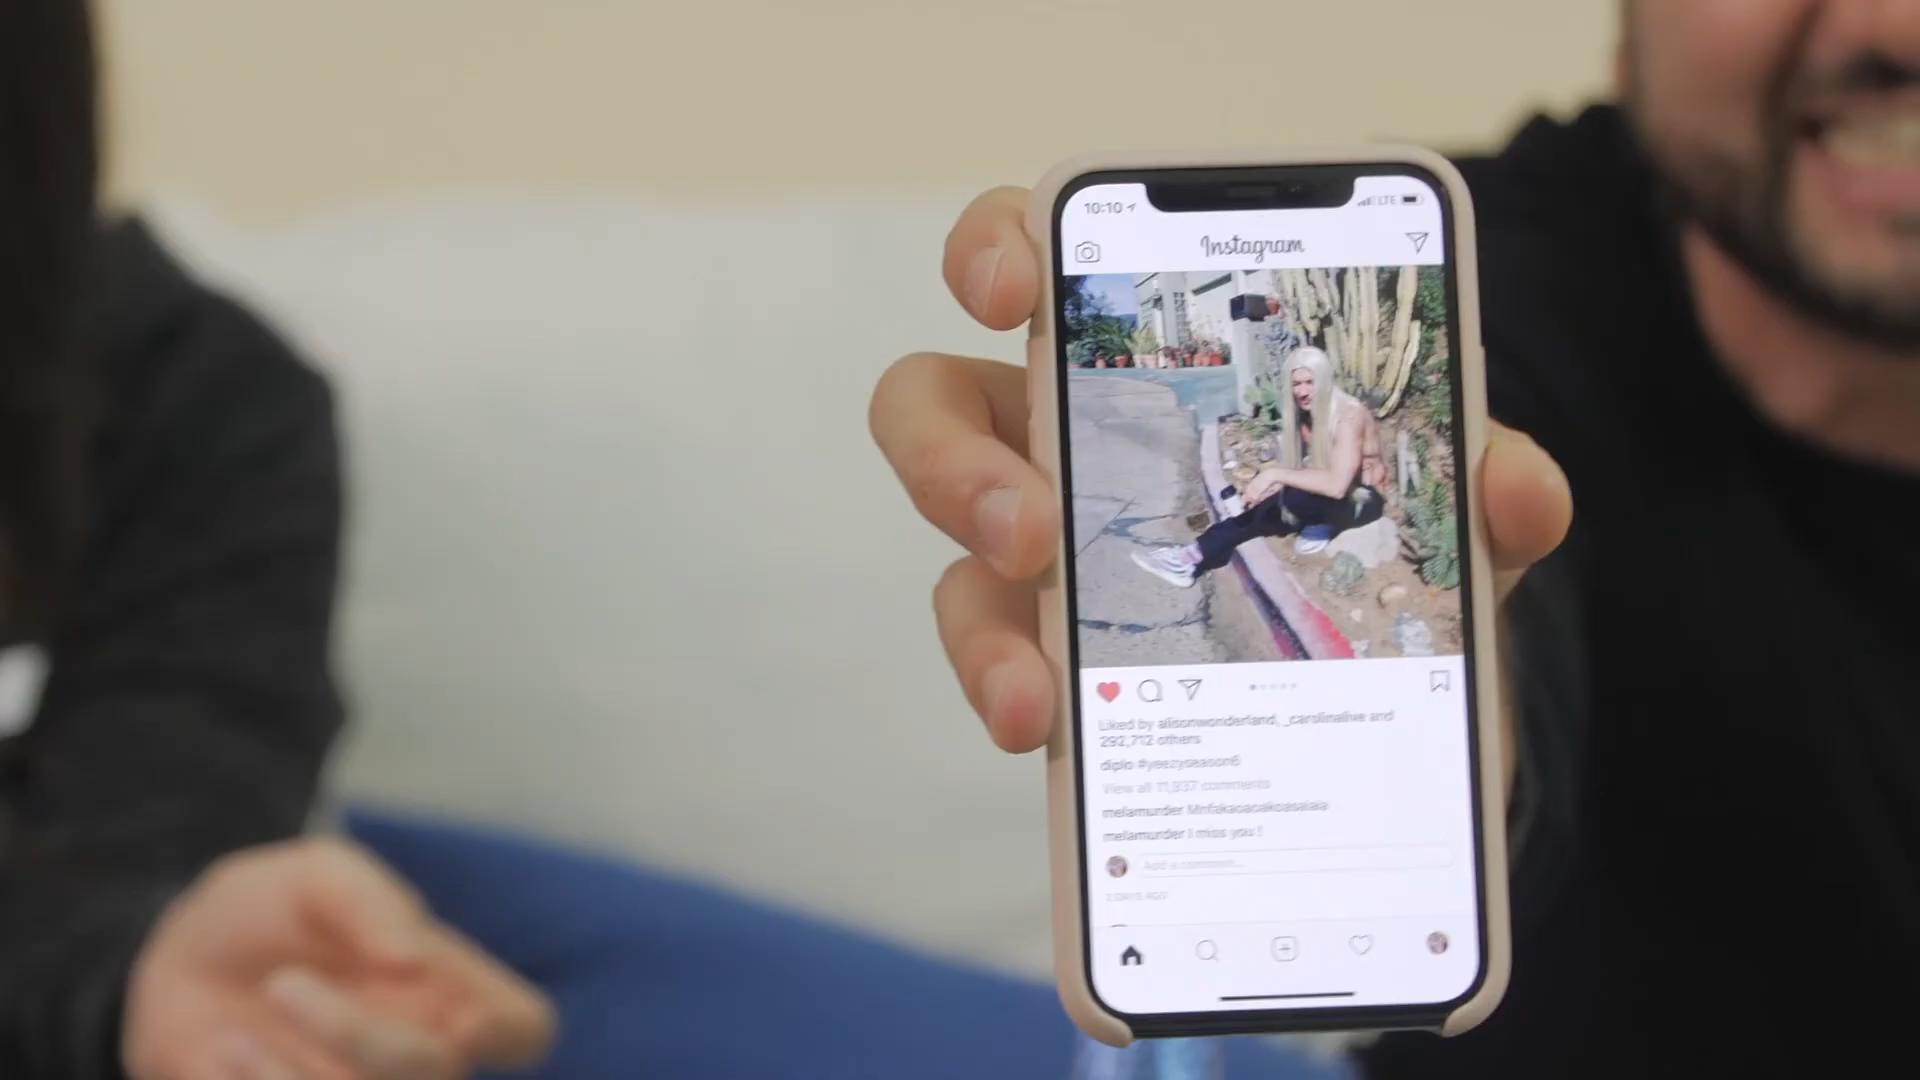 10:10
LTE
Instagram
Liked by alisonwonderland, _carolinalive and
292,712 others
diplo #yeezyseason6
View all 11,937 comments
melamurder
melamurder I miss you !
Add a comment...
2 DAYS AGO